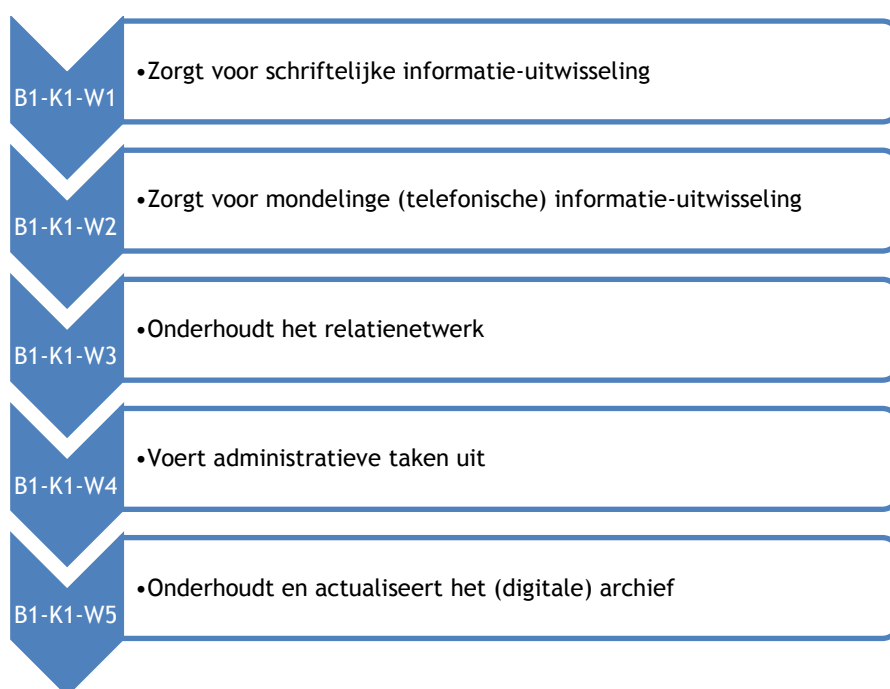 B1-K1-W1
•Zorgt voor schriftelijke informatie-uitwisseling
B1-K1-W2
•Zorgt voor mondelinge (telefonische) informatie-uitwisseling
B1-K1-W3
•Onderhoudt het relatienetwerk
B1-K1-W4
•Voert administratieve taken uit
B1-K1-W5
•Onderhoudt en actualiseert het (digitale) archief